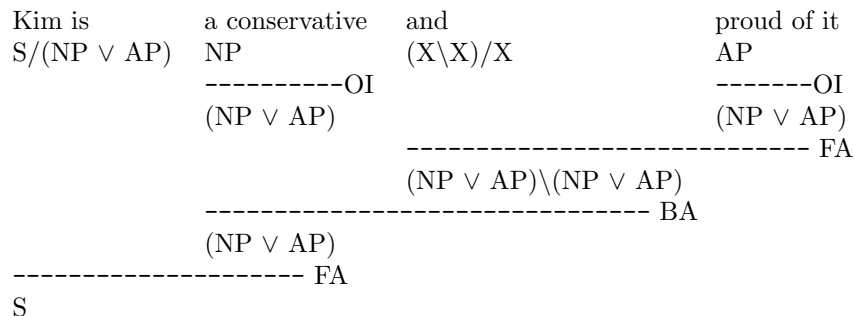 Kim is a conservative and proud of it
S/(NP ∨ AP) NP (X\X)/X AP
----------OI -------OI
(NP ∨ AP) (NP ∨ AP)
----------------------------- FA
(NP ∨ AP)\(NP ∨ AP)
-------------------------------- BA
(NP ∨ AP)
--------------------- FA
S